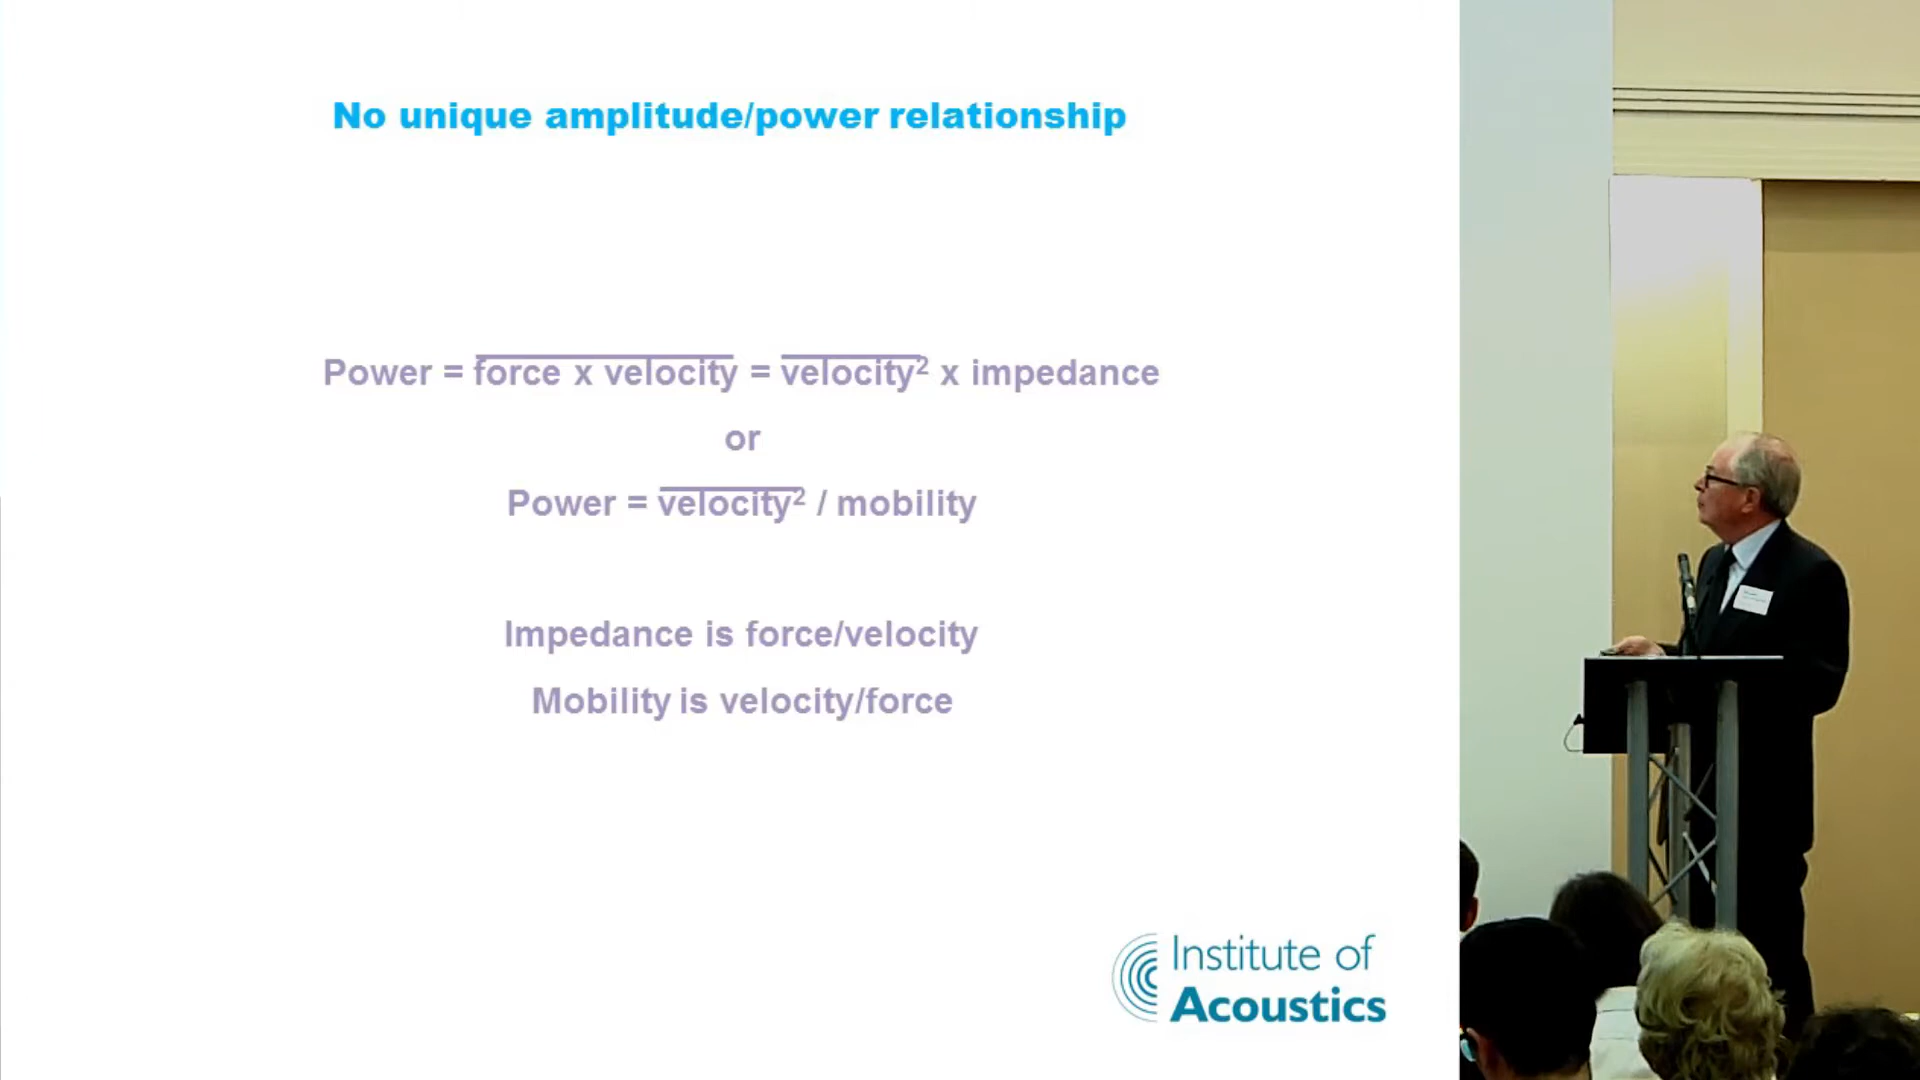 No unique amplitude/power relationship
Power = force x velocity = velocity² x impedance
or
Power = velocity² / mobility
Impedance is force/velocity
Mobility is velocity/force
Institute of
Acoustics